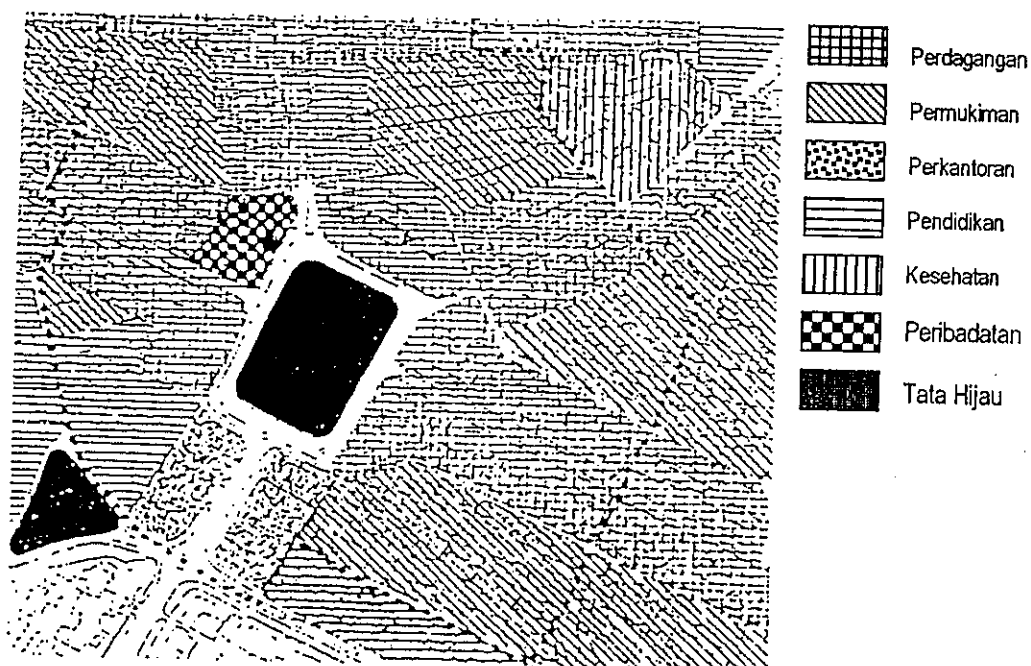 Perdagangan
Permukiman
Perkantoran
Pendidikan
Kesehatan
Peribadatan
Tata Hijau